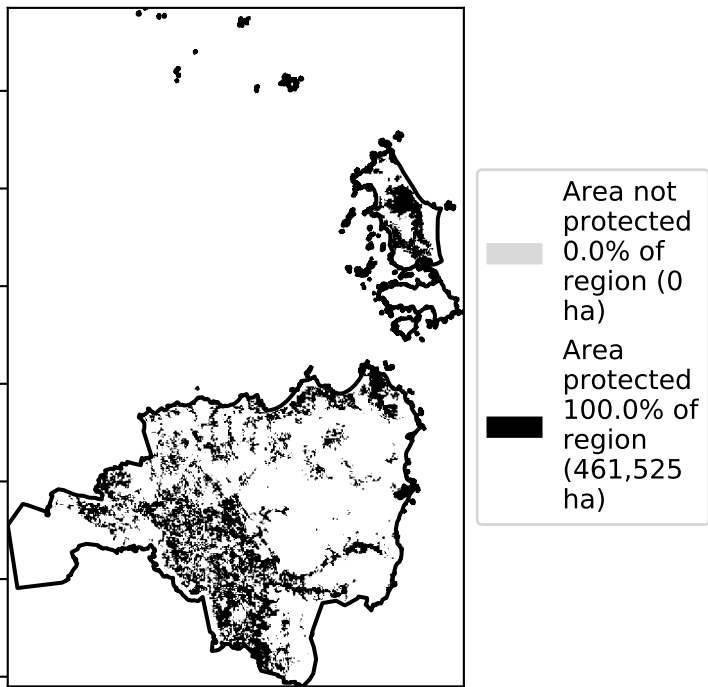 Area not
protected
0.0% of
region (0
ha)
Area
protected
100.0% of
region
(461,525
ha)